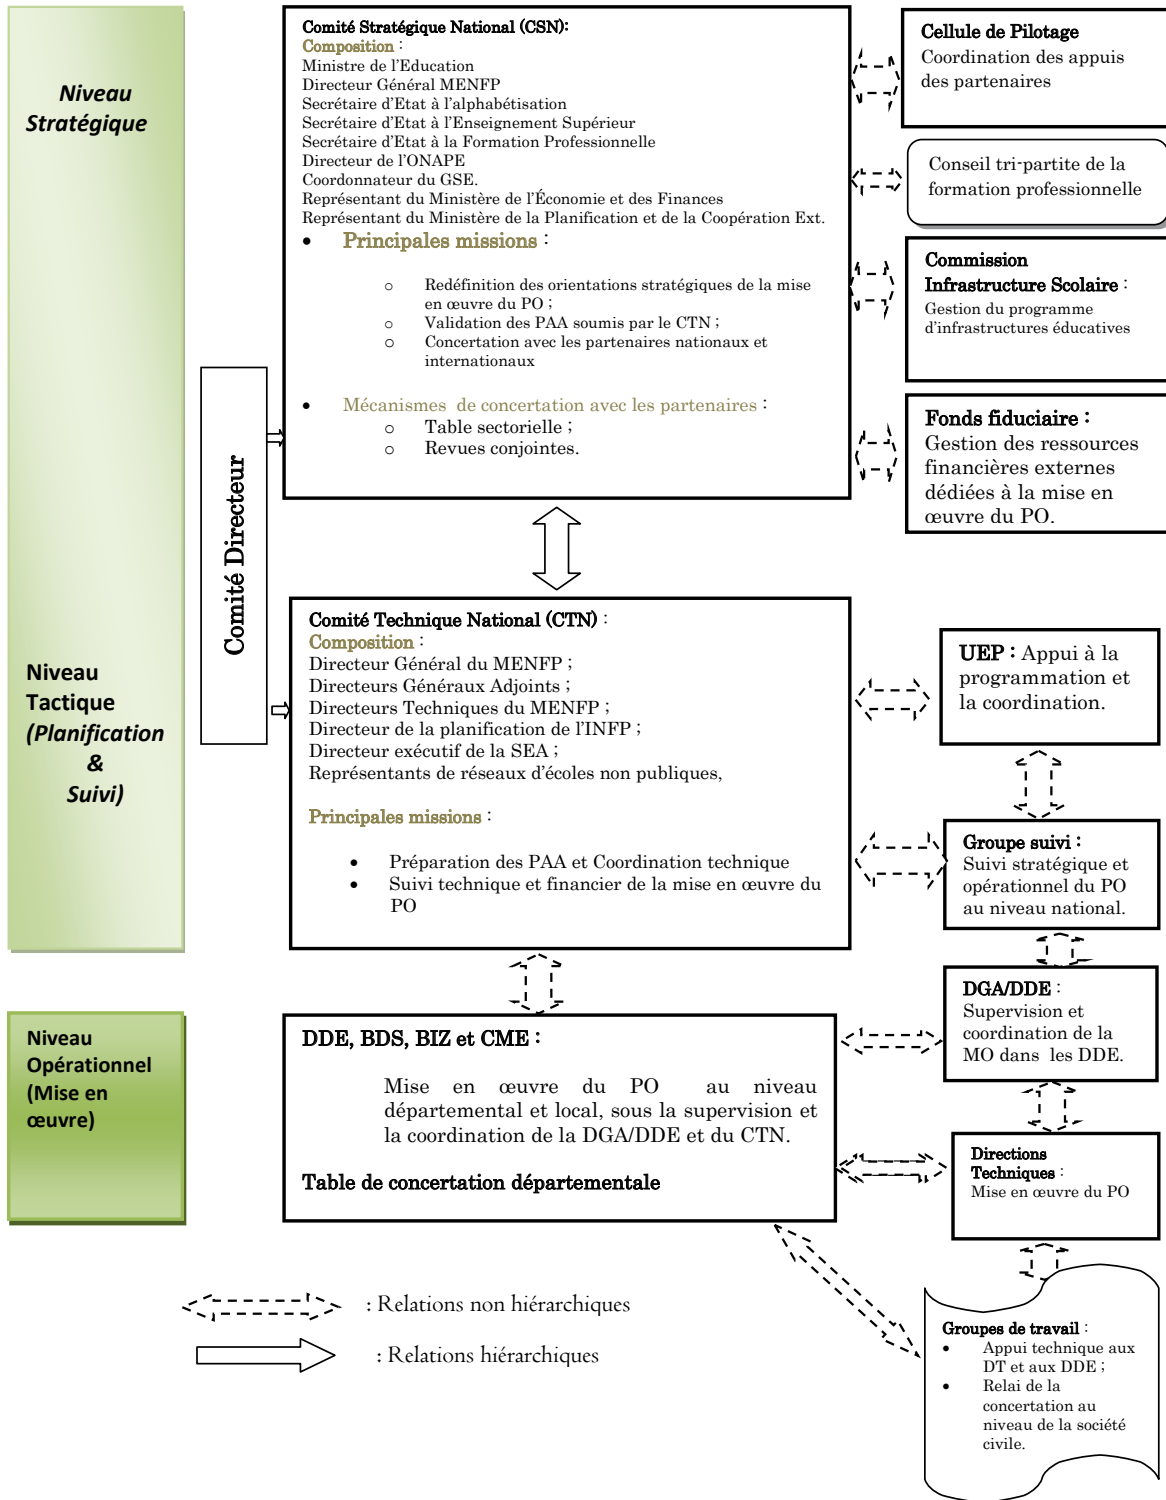 Niveau
Stratégique
Comité Stratégique National (CSN):
Composition :
Ministre de l'Education
Directeur Général MENFP
Secrétaire d'Etat à l'alphabétisation
Secrétaire d'Etat à l'Enseignement Supérieur
Secrétaire d'Etat à la Formation Professionnelle
Directeur de l'ONAPE
Coordonnateur du GSE.
Représentant du Ministère de l'Économie et des Finances
Représentant du Ministère de la Planification et de la Coopération Ext.
• Principales missions :
o Redéfinition des orientations stratégiques de la mise
en œuvre du PO ;
o Validation des PAA soumis par le CTN ;
o Concertation avec les partenaires nationaux et
internationaux
• Mécanismes de concertation avec les partenaires :
o Table sectorielle ;
o Revues conjointes.
Cellule de Pilotage
Coordination des appuis
des partenaires
Conseil tri-partite de la
formation professionnelle
Commission
Infrastructure Scolaire :
Gestion du programme
d'infrastructures éducatives
Fonds fiduciaire :
Gestion des ressources
financières externes
dédiées à la mise en
œuvre du PO.
Comité Directeur
Niveau
Tactique
(Planification
&
Suivi)
Comité Technique National (CTN) :
Composition :
Directeur Général du MENFP ;
Directeurs Généraux Adjoints ;
Directeurs Techniques du MENFP ;
Directeur de la planification de l'INFP ;
Directeur exécutif de la SEA ;
Représentants de réseaux d'écoles non publiques,
Principales missions :
• Préparation des PAA et Coordination technique
• Suivi technique et financier de la mise en œuvre du
PO
UEP : Appui à la
programmation et
la coordination.
Groupe suivi :
Suivi stratégique et
opérationnel du PO
au niveau national.
DGA/DDE :
Supervision et
coordination de la
MO dans les DDE.
Niveau
Opérationnel
(Mise en
œuvre)
DDE, BDS, BIZ et CME :
Mise en œuvre du PO au niveau
départemental et local, sous la supervision et
la coordination de la DGA/DDE et du CTN.
Table de concertation départementale
Directions
Techniques :
Mise en œuvre du PO
: Relations non hiérarchiques
: Relations hiérarchiques
Groupes de travail :
• Appui technique aux
DT et aux DDE ;
• Relai de la
concertation au
niveau de la société
civile.